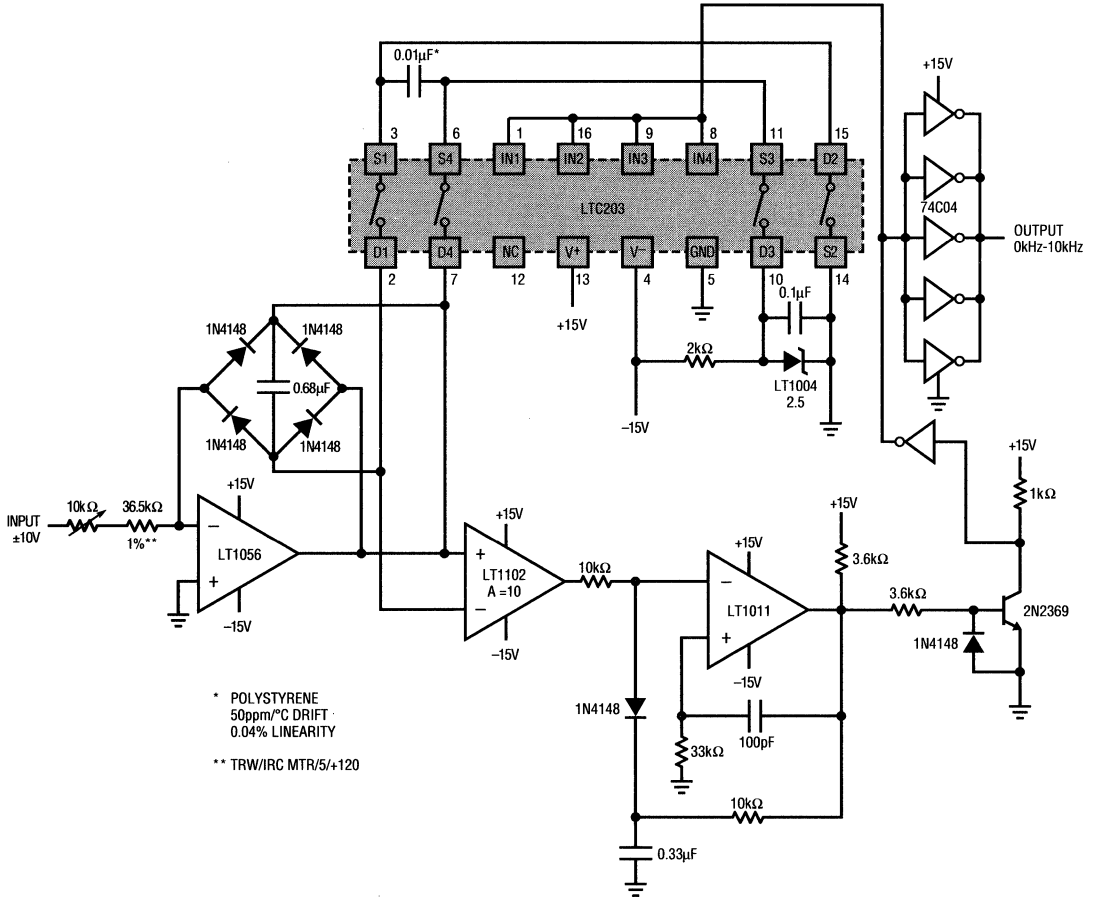 +15V
0.01µF*
3
6
1
16
9
8
11
15
S1
S4
IN1
IN2
IN3
IN4
S3
D2
LTC203
74C04
D1
D4
NC
V+
V–
GND
D3
S2
OUTPUT
0kHz-10kHz
2
7
12
13
4
5
10
14
0.1µF
+15V
1N4148
1N4148
2kΩ
0.68µF
LT1004
2.5
–15V
1N4148
1N4148
+15V
+15V
1kΩ
INPUT
±10V
10kΩ
36.5kΩ
1%**
–
LT1056
+
–15V
+15V
+
LT1102
A =10
–
–15V
10kΩ
+15V
3.6kΩ
+15V
–
LT1011
+
–15V
3.6kΩ
2N2369
1N4148
1N4148
100pF
33kΩ
10kΩ
0.33µF
* POLYSTYRENE
50ppm/°C DRIFT
0.04% LINEARITY
** TRW/IRC MTR/5/+120